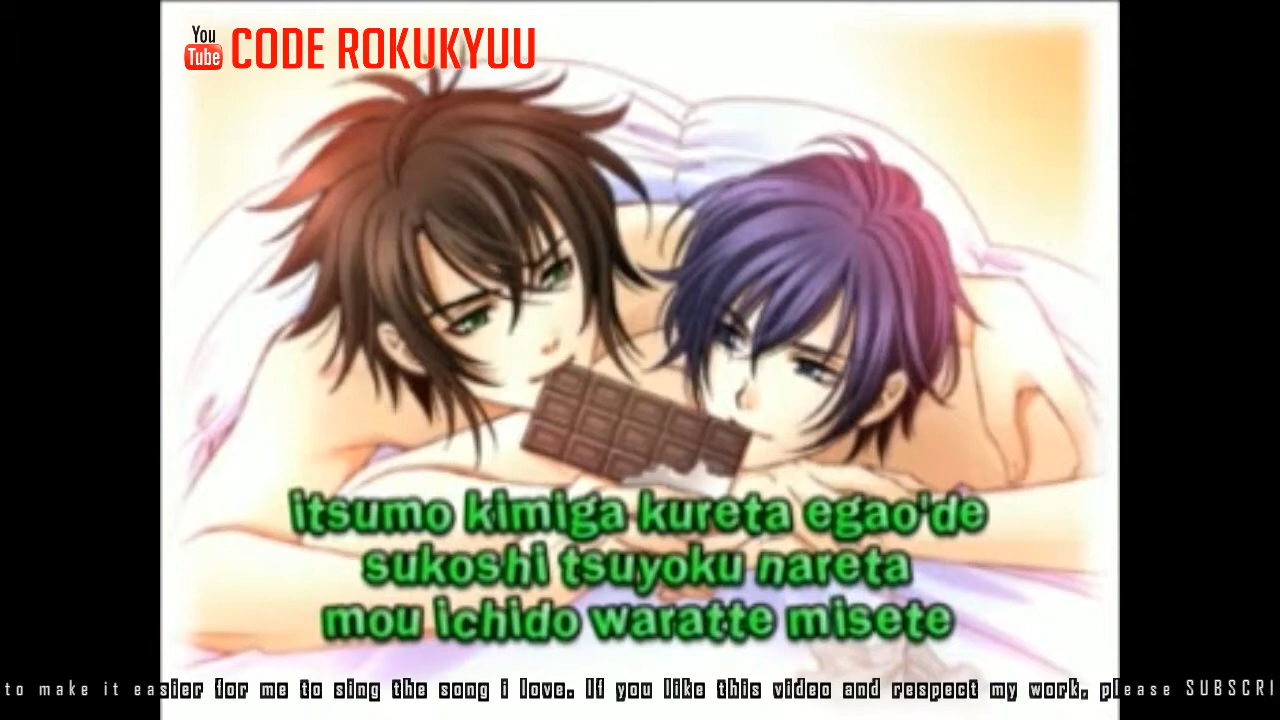 You
Tube CODE ROKUKYUU
itsumo kimiga kureta egao'de
sukoshi tsuyoku nareta
mou ichido waratte misete
to make it easier for me to sing the song i love. If you like this video and respect my work, please SUBSCRI